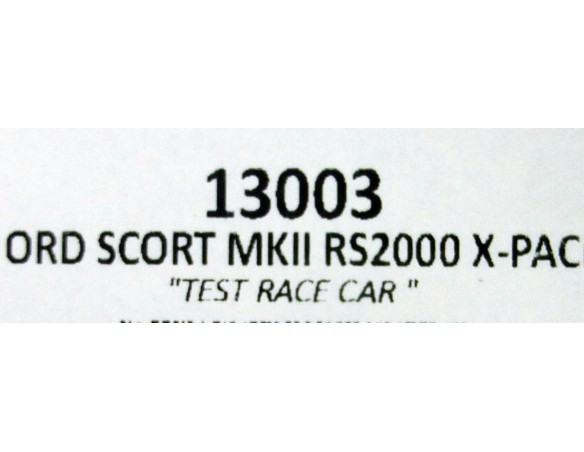 13003
ORD SCORT MKII RS2000 X-PAC
"TEST RACE CAR "